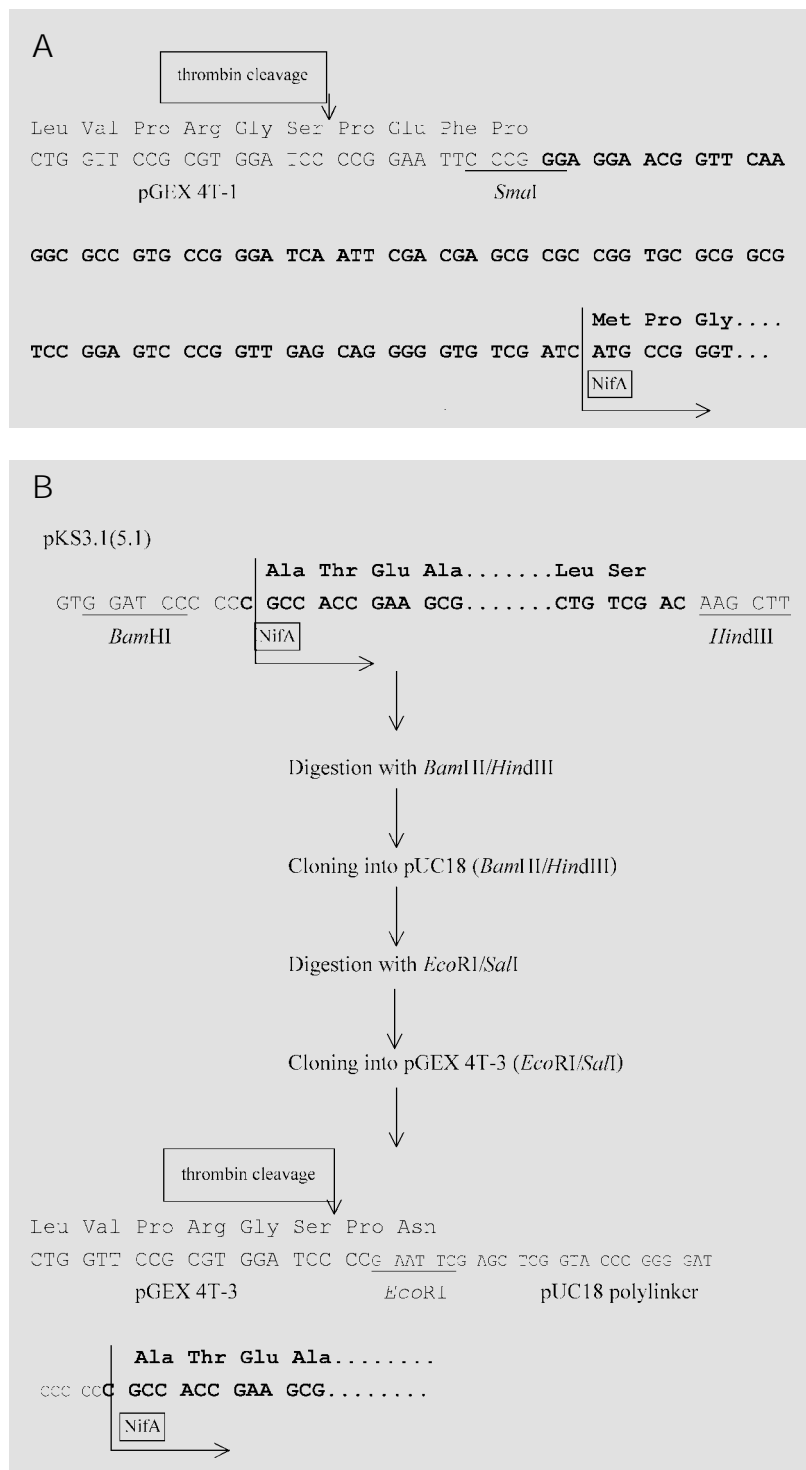 A
thrombin cleavage
Leu Val Pro Arg Gly Ser Pro Glu Phe Pro
CTG GTT CCG CGT GGA TCC CCG GAA TTC CCG GGA GGA ACG GTT CAA
pGEX 4T-1 SmaI
GGC GCC GTG CCG GGA TCA ATT CGA CGA GCG CGC CGG TGC GCG GCG
Met Pro Gly....
TCC GGA GTC CCG GTT GAG CAG GGG GTG TCG ATC ATG CCG GGT...
NifA
B
pKS3.1(5.1)
Ala Thr Glu Ala.......Leu Ser
GTG GAT CCC CCC GCC ACC GAA GCG.......CTG TCG AC AAG CTT
BamHI NifA HindIII
Digestion with BamHI/HindIII
Cloning into pUC18 (BamHI/HindIII)
Digestion with EcoRI/SalI
Cloning into pGEX 4T-3 (EcoRI/SalI)
thrombin cleavage
Leu Val Pro Arg Gly Ser Pro Asn
CTG GTT CCG CGT GGA TCC CCG AAT TCG AGC TCG GTA CCC GGG GAT
pGEX 4T-3 EcoRI pUC18 polylinker
Ala Thr Glu Ala........
CCC CCC GCC ACC GAA GCG........
NifA